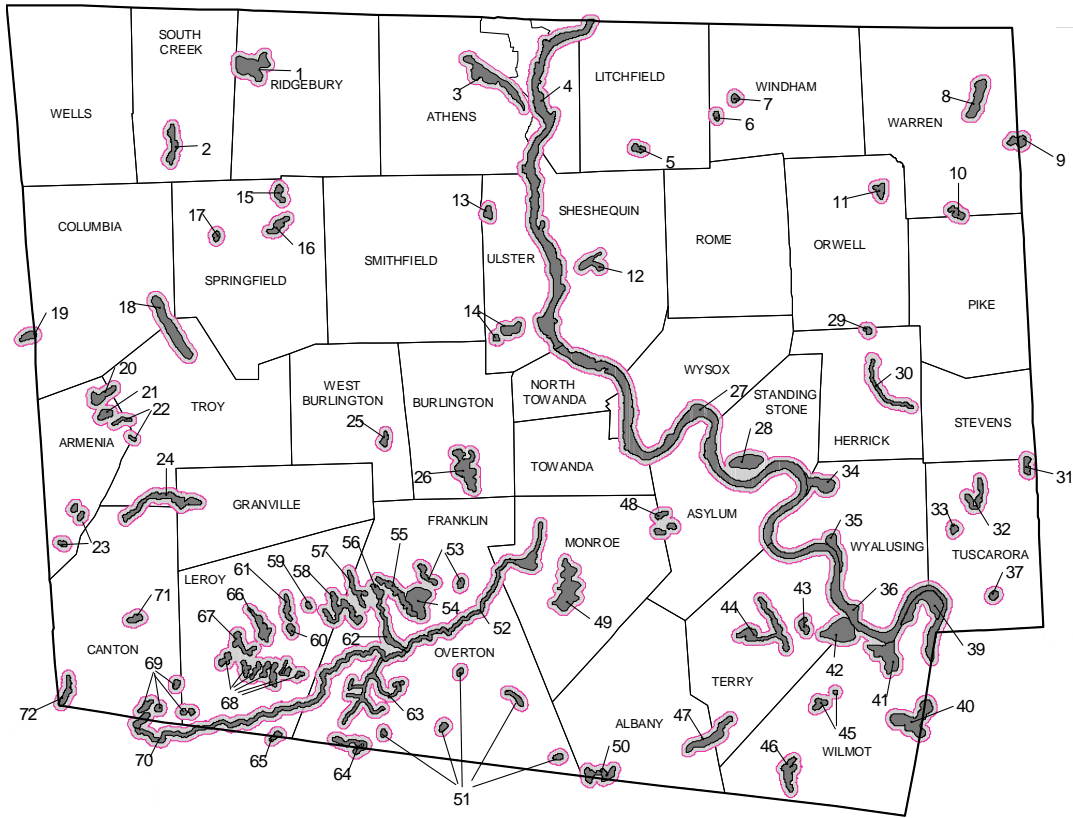 SOUTH
CREEK
1
RIDGEBURY
3
4
LITCHFIELD
7
WINDHAM
8
WELLS
ATHENS
6
WARREN
2
5
9
15
13
11
10
17
16
SHESHEQUIN
COLUMBIA
ROME
ORWELL
SMITHFIELD
ULSTER
12
SPRINGFIELD
18
PIKE
19
14
29
20
WYSOX
30
21
WEST
BURLINGTON
NORTH
TOWANDA
27
STANDING
STONE
22
TROY
BURLINGTON
25
28
STEVENS
ARMENIA
HERRICK
24
26
TOWANDA
31
34
GRANVILLE
48
ASYLUM
33
32
23
FRANKLIN
35
56
55
53
MONROE
WYALUSING
TUSCARORA
59
57
58
37
61
LEROY
66
54
36
71
67
60
62
52
49
44
43
CANTON
OVERTON
42
39
69
68
TERRY
41
72
63
47
45
40
ALBANY
46
WILMOT
70
65
64
50
51